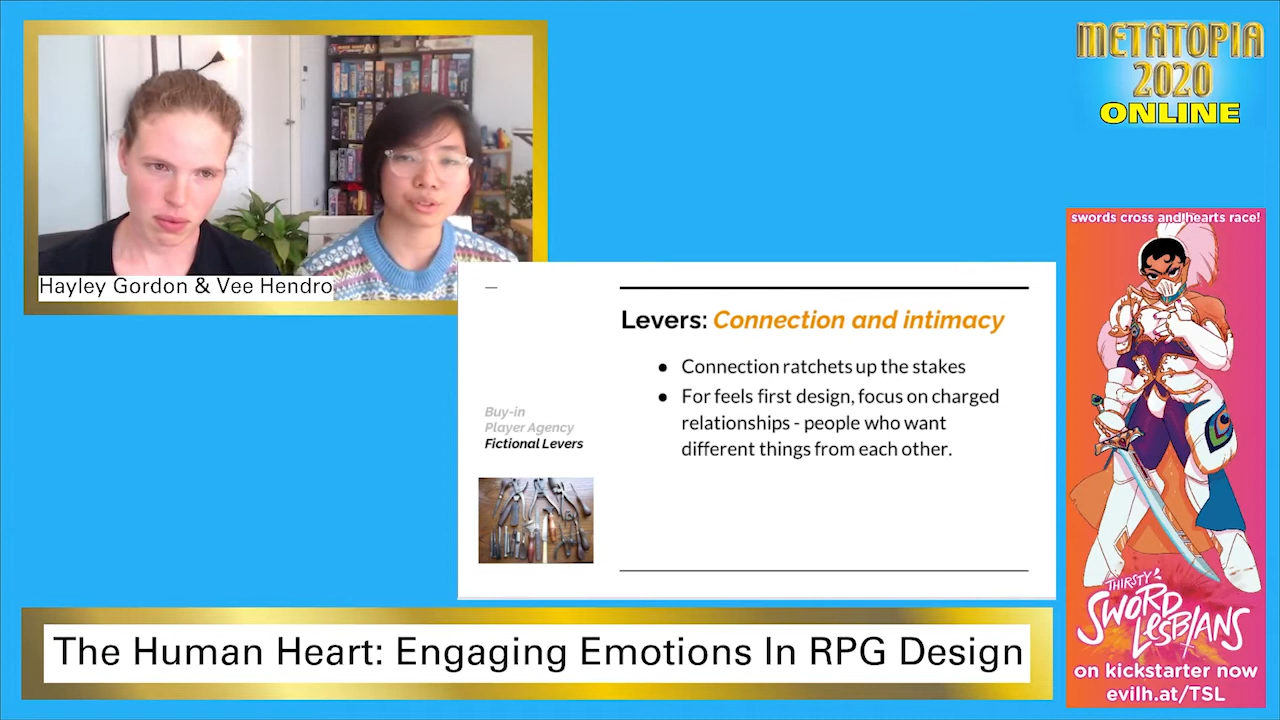 METATOPIA
2020
ONLINE
Hayley Gordon & Vee Hendro
Levers: Connection and intimacy
● Connection ratchets up the stakes
● For feels first design, focus on charged
relationships - people who want
different things from each other.
Buy-in
Player Agency
Fictional Levers
swords cross and hearts race!
THIRSTY
SWORD
LESBIANS
on kickstarter now
evilh.at/TSL
The Human Heart: Engaging Emotions In RPG Design